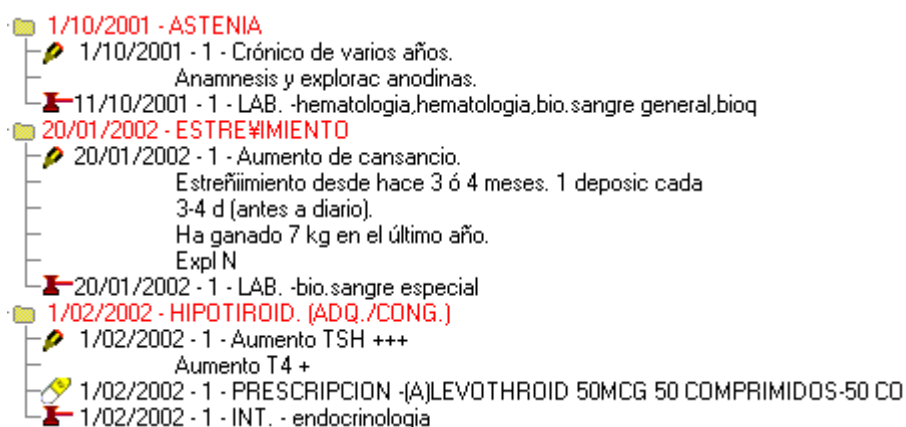 1/10/2001 - ASTENIA
1/10/2001 - 1 - Crónico de varios años.
Anamnesis y explorac anodinas.
11/10/2001 - 1 - LAB. -hematologia,hematologia,bio.sangre general,bioq
20/01/2002 - ESTRE¥IMIENTO
20/01/2002 - 1 - Aumento de cansancio.
Estreñiimiento desde hace 3 ó 4 meses. 1 deposic cada
3-4 d (antes a diario).
Ha ganado 7 kg en el último año.
Expl N
20/01/2002 - 1 - LAB. -bio.sangre especial
1/02/2002 - HIPOTIROID. (ADQ./CONG.)
1/02/2002 - 1 - Aumento TSH +++
Aumento T4 +
1/02/2002 - 1 - PRESCRIPCION -(A)LEVOTHROID 50MCG 50 COMPRIMIDOS-50 CO
1/02/2002 - 1 - INT. - endocrinologia